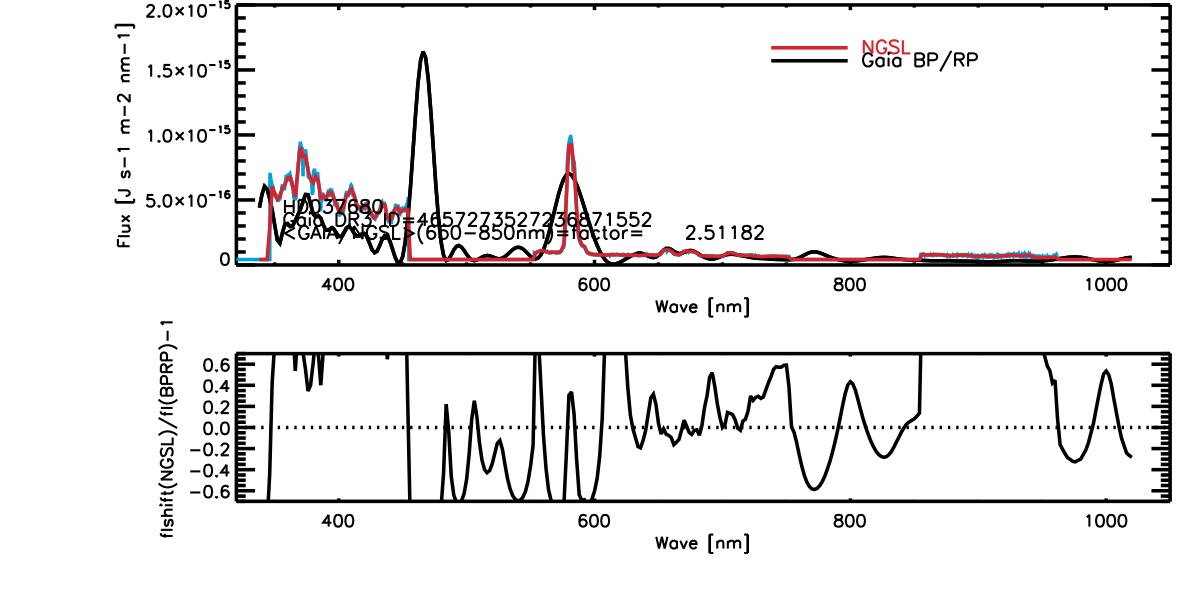 2.0×10−15
1.5×10−15
1.0×10−15
5.0×10−16
0
Flux [J s−1 m−2 nm−1]
NGSL
Gaia BP/RP
HD037680
Gaia DR3 ID=4657273527236871552
<GAIA/NGSL>(650−850nm)=factor= 2.51182
400 600 800 1000
Wave [nm]
flshift(NGSL)/fl(BPRP)−1
0.6
0.4
0.2
0.0
−0.2
−0.4
−0.6
400 600 800 1000
Wave [nm]